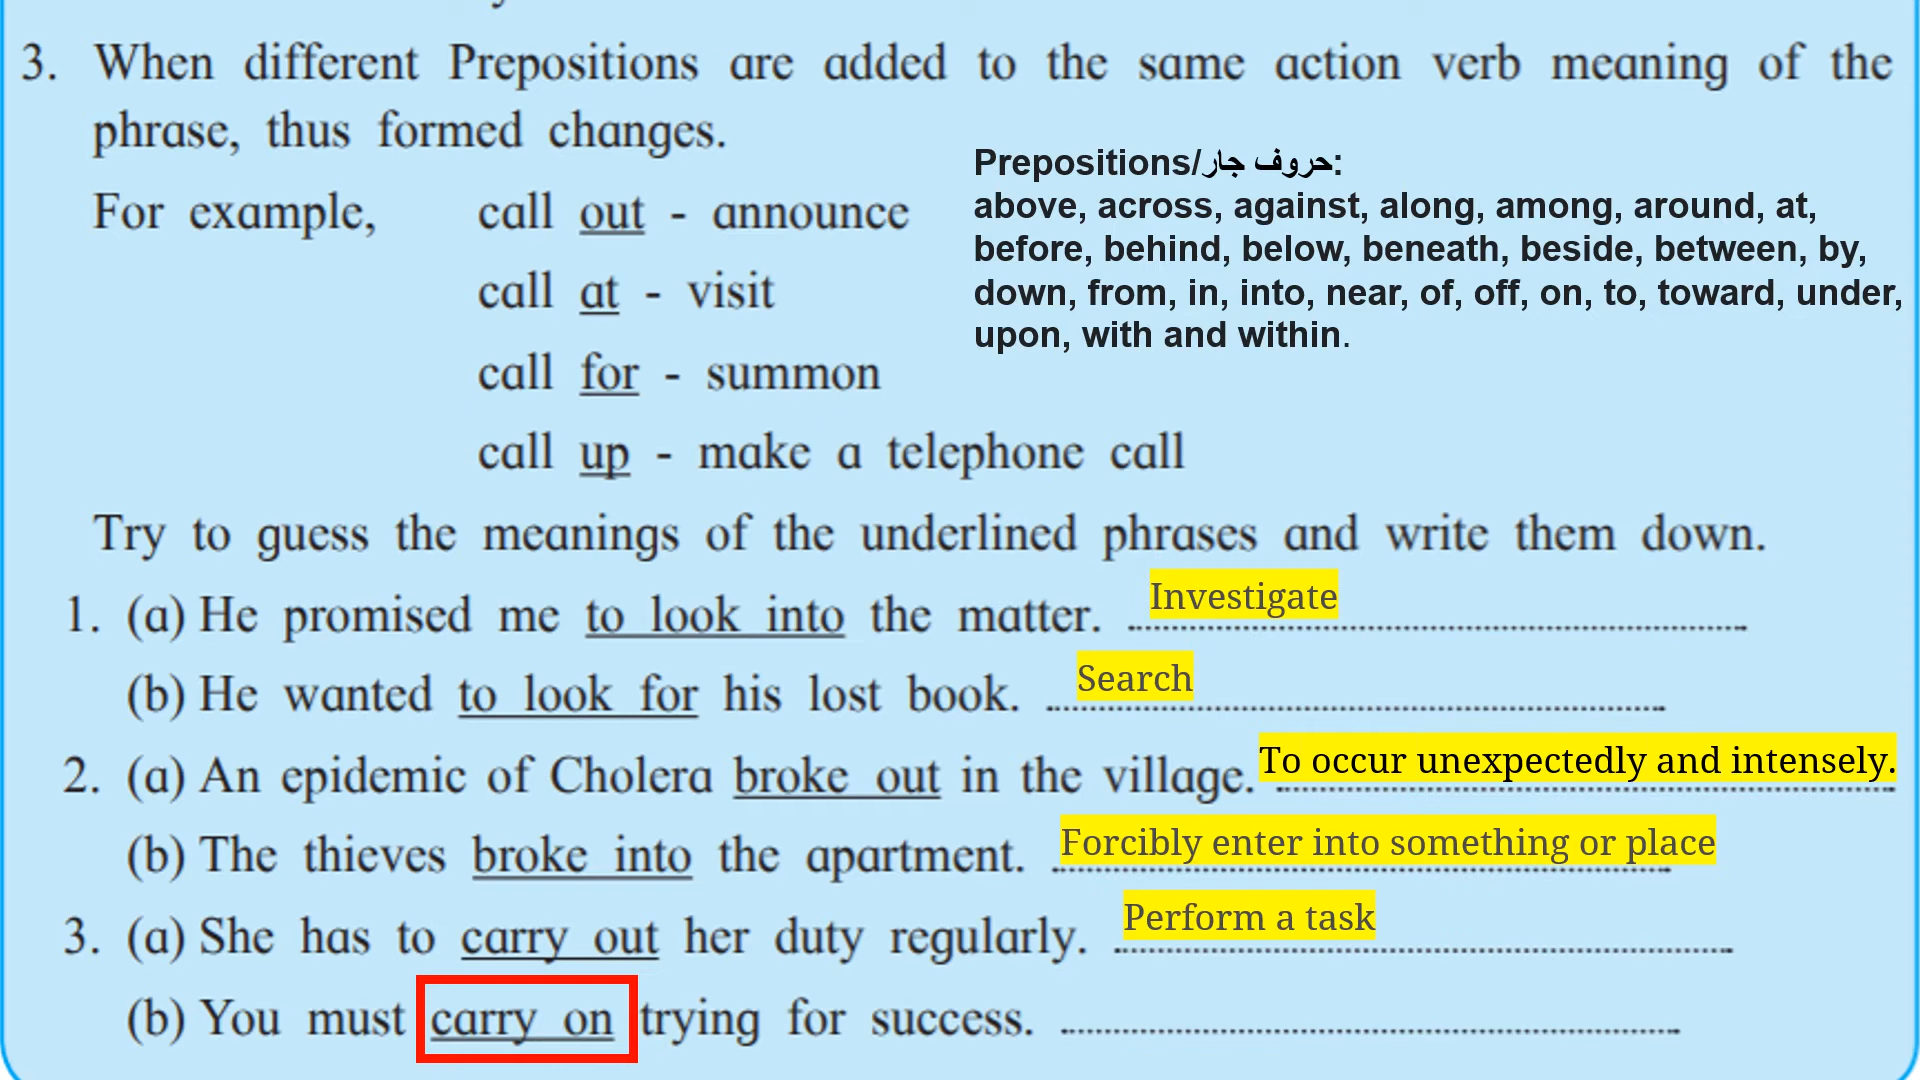 3. When different Prepositions are added to the same action verb meaning of the
phrase, thus formed changes.
For example, call out - announce
call at - visit
call for - summon
call up - make a telephone call
Prepositions/حروف جار:
above, across, against, along, among, around, at,
before, behind, below, beneath, beside, between, by,
down, from, in, into, near, of, off, on, to, toward, under,
upon, with and within.
Try to guess the meanings of the underlined phrases and write them down.
1. (a) He promised me to look into the matter. Investigate
(b) He wanted to look for his lost book. Search
2. (a) An epidemic of Cholera broke out in the village. To occur unexpectedly and intensely.
(b) The thieves broke into the apartment. Forcibly enter into something or place
3. (a) She has to carry out her duty regularly. Perform a task
(b) You must carry on trying for success.